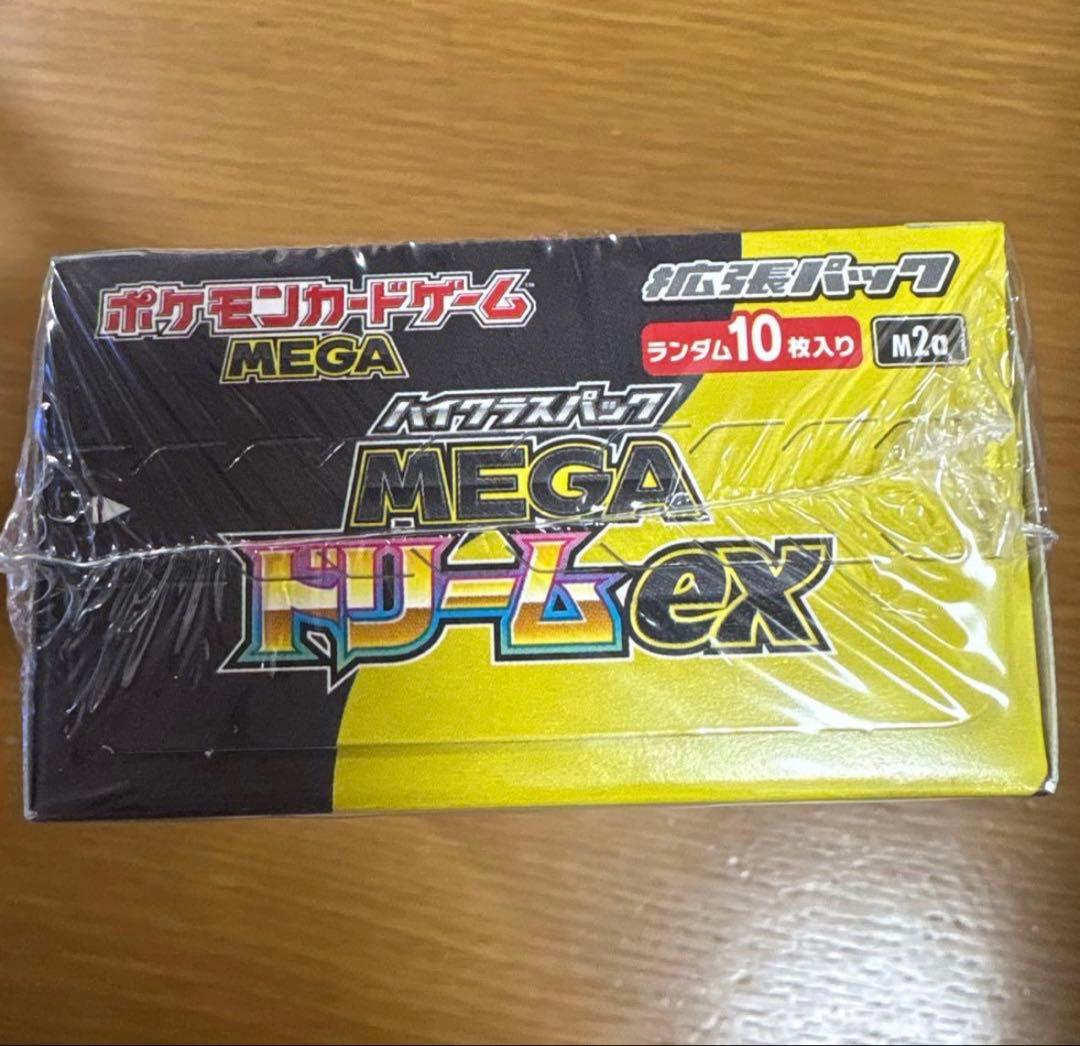 ポケモンカードゲーム
MEGA
拡張パック
ランダム10枚入り M2a
ハイクラスパック
MEGA
ドリームex